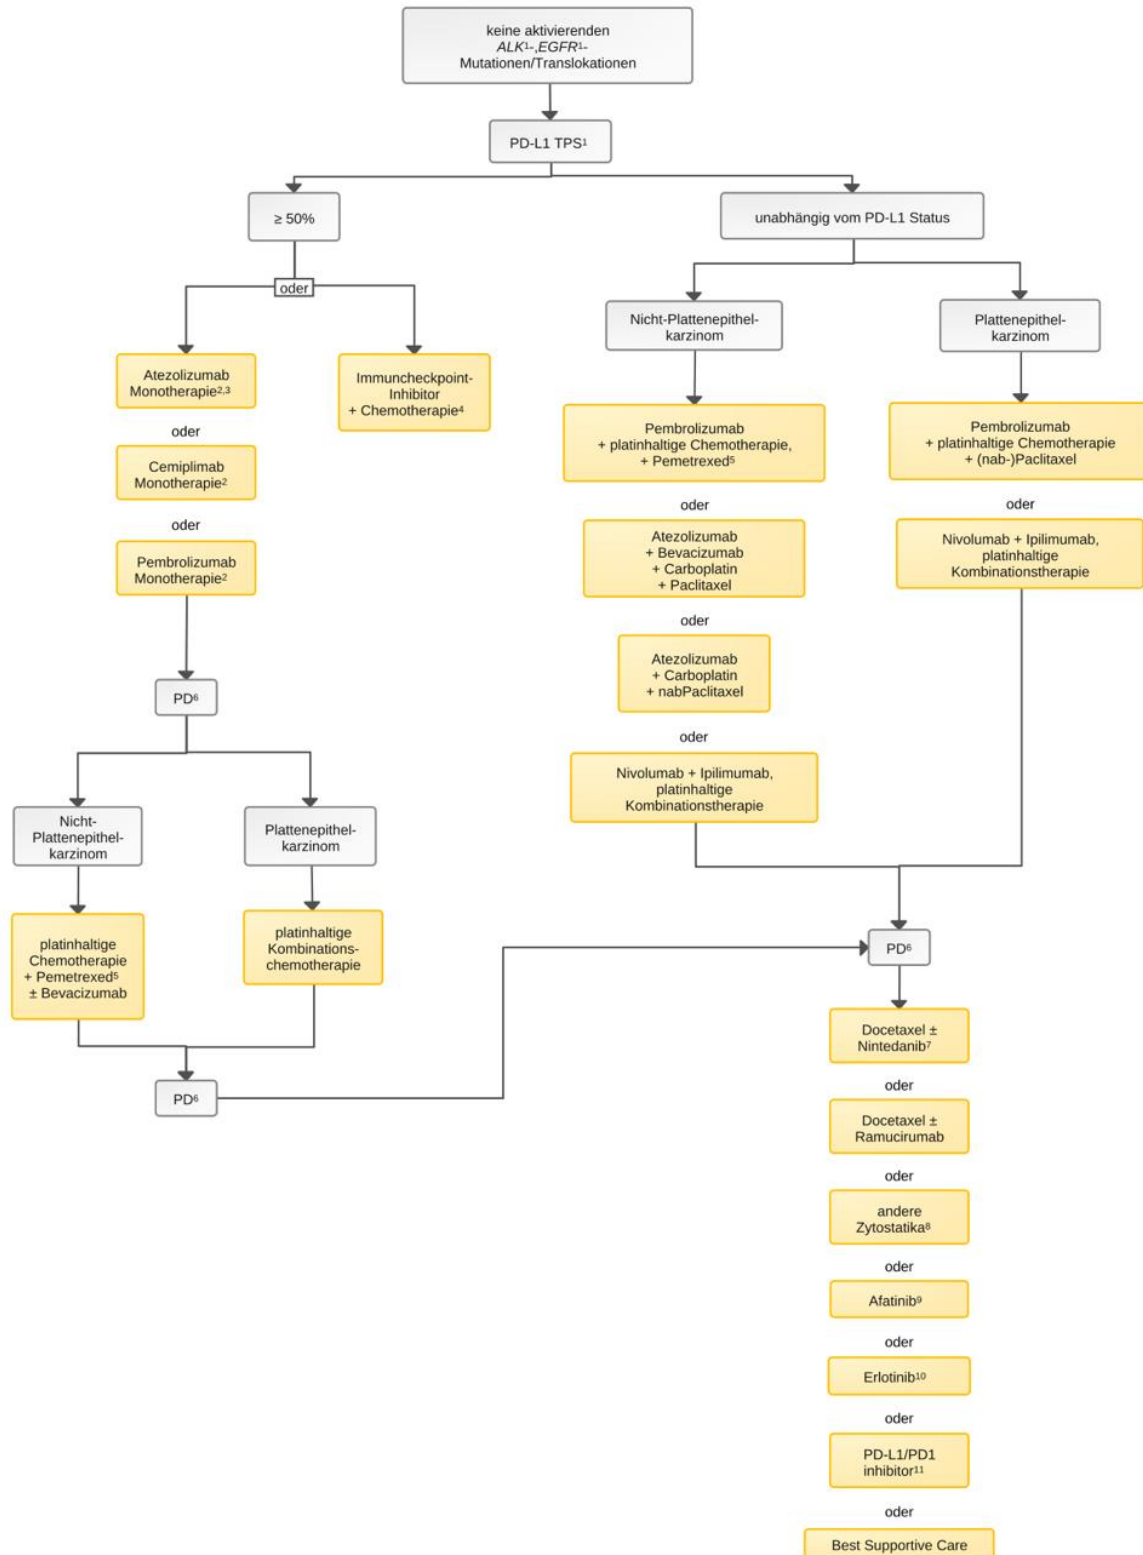 keine aktivierenden
ALK¹-,EGFR¹-
Mutationen/Translokationen
PD-L1 TPS¹
≥ 50%
unabhängig vom PD-L1 Status
oder
Nicht-Plattenepithel-
karzinom
Plattenepithel-
karzinom
Atezolizumab
Monotherapie²,³
oder
Cemiplimab
Monotherapie²
oder
Pembrolizumab
Monotherapie²
Immuncheckpoint-
Inhibitor
+ Chemotherapie⁴
Pembrolizumab
+ platinhaltige Chemotherapie,
+ Pemetrexed⁵
oder
Atezolizumab
+ Bevacizumab
+ Carboplatin
+ Paclitaxel
oder
Atezolizumab
+ Carboplatin
+ nabPaclitaxel
oder
Nivolumab + Ipilimumab,
platinhaltige
Kombinationstherapie
Pembrolizumab
+ platinhaltige Chemotherapie
+ (nab-)Paclitaxel
oder
Nivolumab + Ipilimumab,
platinhaltige
Kombinationstherapie
PD⁶
Nicht-
Plattenepithel-
karzinom
Plattenepithel-
karzinom
platinhaltige
Chemotherapie
+ Pemetrexed⁵
± Bevacizumab
platinhaltige
Kombinations-
chemotherapie
PD⁶
PD⁶
Docetaxel ±
Nintedanib⁷
oder
Docetaxel ±
Ramucirumab
oder
andere
Zytostatika⁸
oder
Afatinib⁹
oder
Erlotinib¹⁰
oder
PD-L1/PD1
inhibitor¹¹
oder
Best Supportive Care